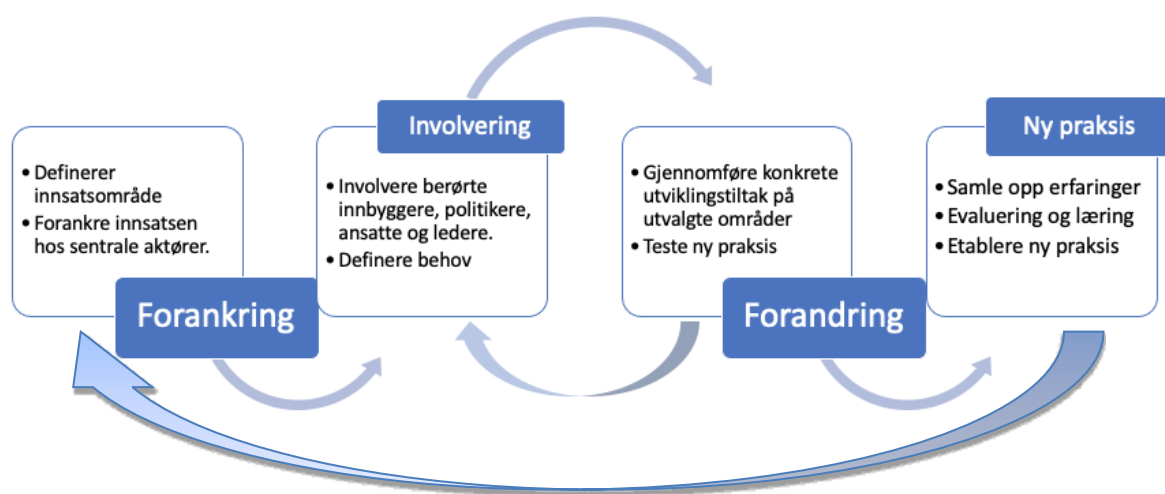 • Definerer
innsatsområde
• Forankre innsatsen
hos sentrale aktører.
Forankring
Involvering
• Involvere berørte
innbyggere, politikere,
ansatte og ledere.
• Definere behov
• Gjennomføre konkrete
utviklingstiltak på
utvalgte områder
• Teste ny praksis
Forandring
Ny praksis
• Samle opp erfaringer
• Evaluering og læring
• Etablere ny praksis